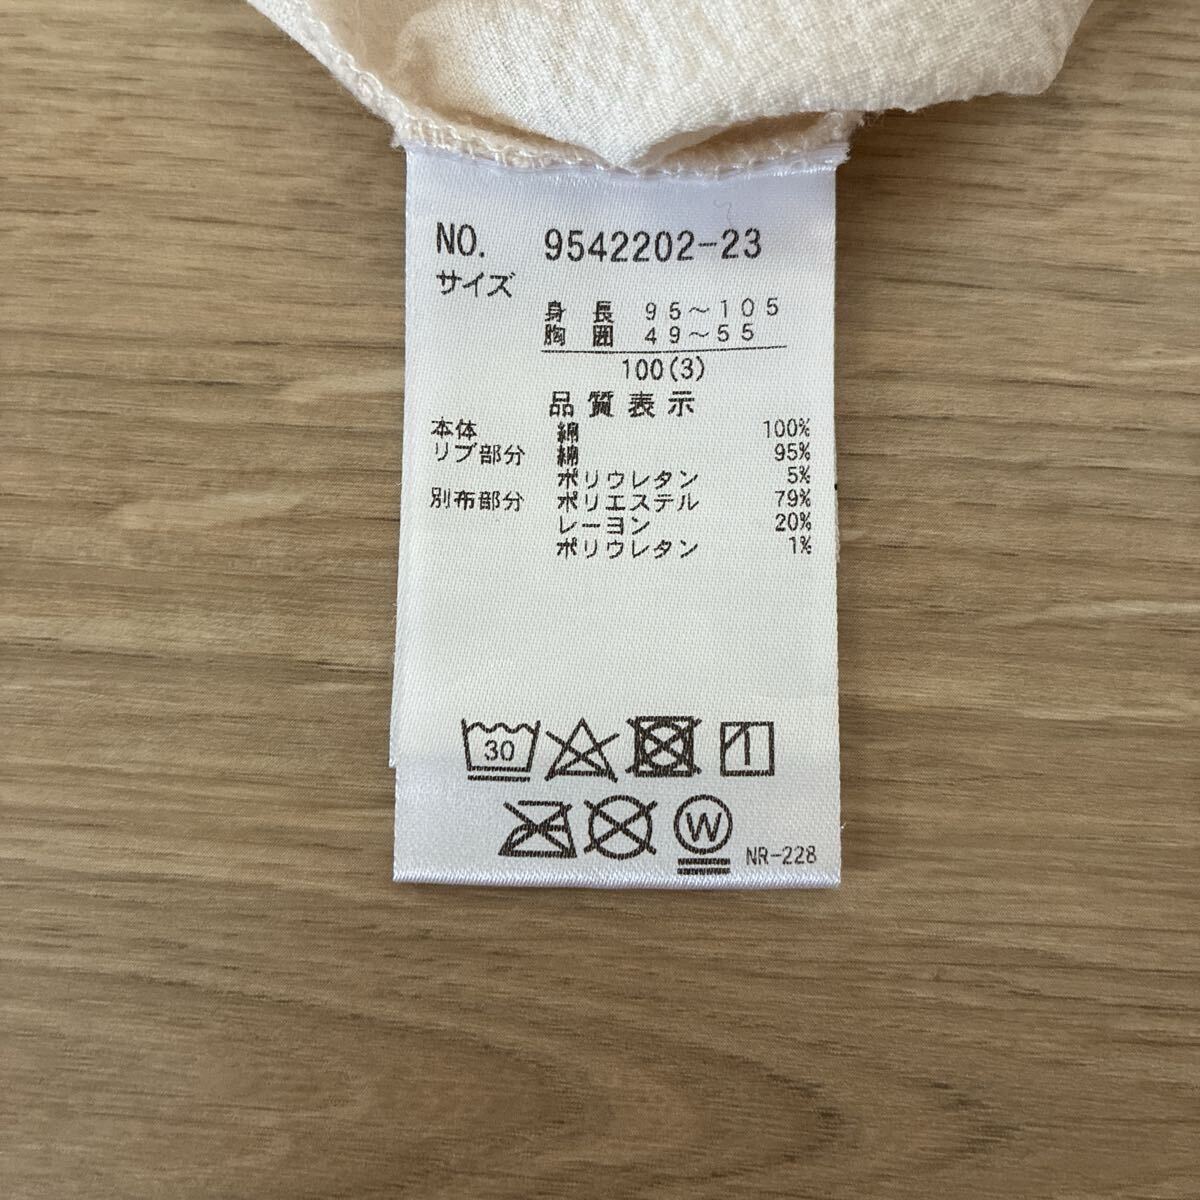 NO. 9542202-23
サイズ
身長 95～105
胸囲 49～55
100(3)
品質表示
本体 綿 100%
リブ部分 綿 95%
ポリウレタン 5%
別布部分 ポリエステル 79%
レーヨン 20%
ポリウレタン 1%
30
W NR-228